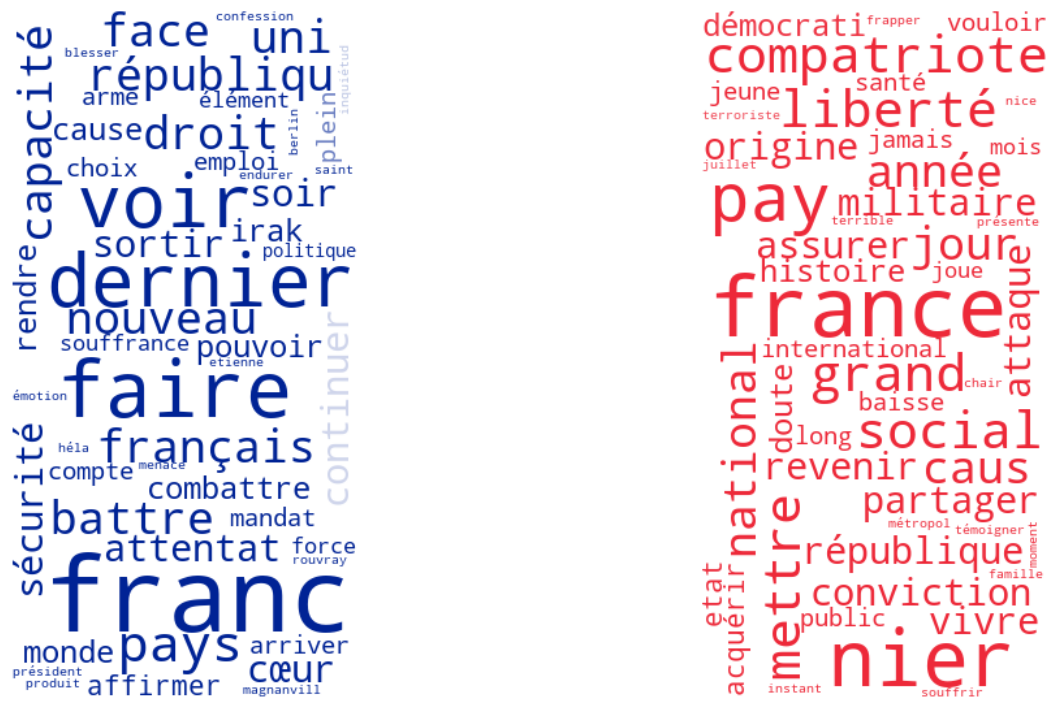 confession
face
uni
blesser
républiqu
inquiétud
capacité
arme
élément
plein
berlin
cause
droit
choix
emploi
endurer
saint
voir
soir
irak
sortir
politique
rendre
dernier
nouveau
continuer
souffrance
pouvoir
etienne
faire
émotion
sécurité
héla
français
compte
menace
combattre
battre
mandat
attentat
force
rouvray
franc
monde
pays
arriver
cœur
président
produit
affirmer
magnanvill
démocrati
frapper
vouloir
compatriote
santé
jeune
liberté
nice
terroriste
origine
jamais
mois
juillet
année
pay
militaire
terrible
présente
assurer
jour
attaque
histoire
joue
france
international
national
doute
grand
chair
baisse
long
social
revenir
caus
partager
mettre
métropol
témoigner
moment
république
famille
etat
acquérir
conviction
public
vivre
nier
instant
souffrir